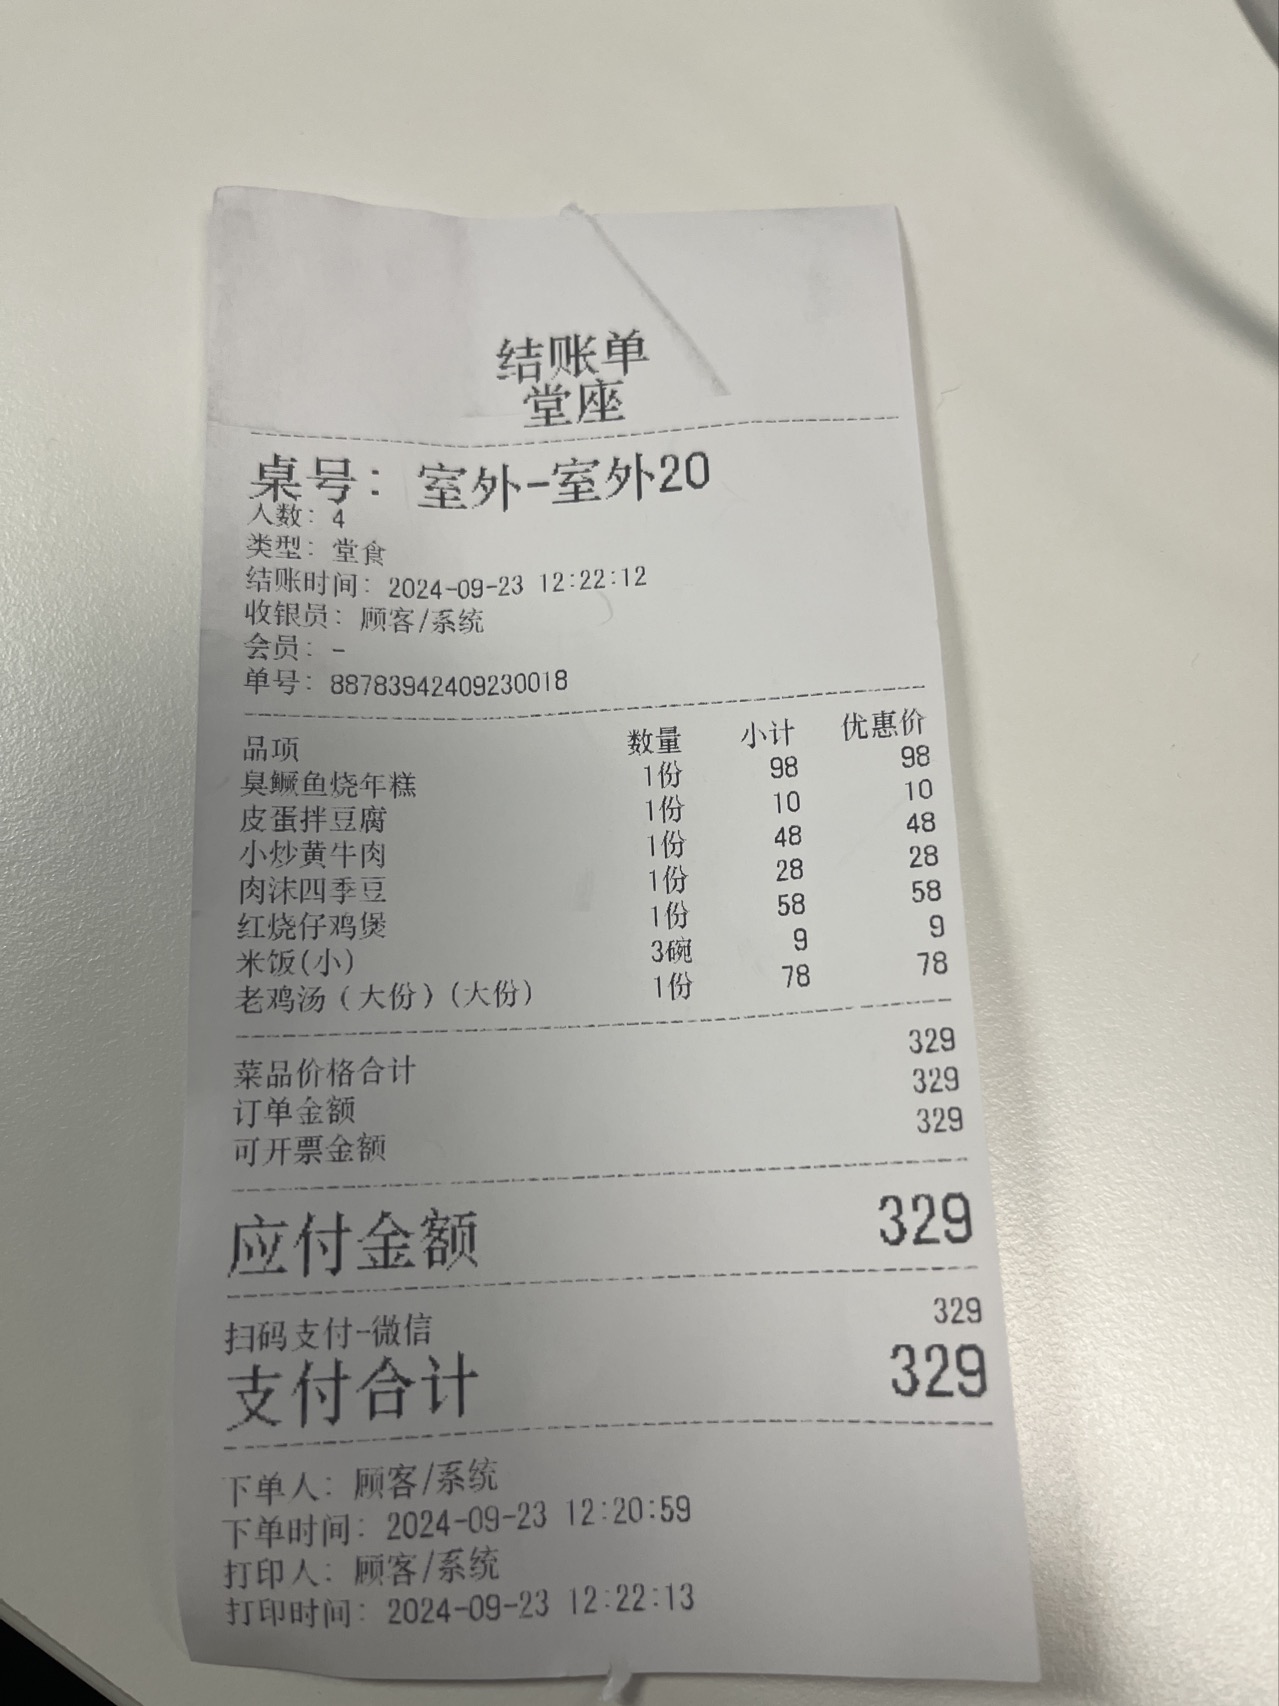 结账单
堂座
桌号：室外-室外20
人数：4
类型：堂食
结账时间：2024-09-23 12:22:12
收银员：顾客/系统
会员：-
单号：88783942409230018
品项 数量 小计 优惠价
臭鳜鱼烧年糕 1份 98 98
皮蛋拌豆腐 1份 10 10
小炒黄牛肉 1份 48 48
肉沫四季豆 1份 28 28
红烧仔鸡煲 1份 58 58
米饭(小) 3碗 9 9
老鸡汤（大份）(大份) 1份 78 78
菜品价格合计 329
订单金额 329
可开票金额 329
应付金额 329
扫码支付-微信 329
支付合计 329
下单人：顾客/系统
下单时间：2024-09-23 12:20:59
打印人：顾客/系统
打印时间：2024-09-23 12:22:13